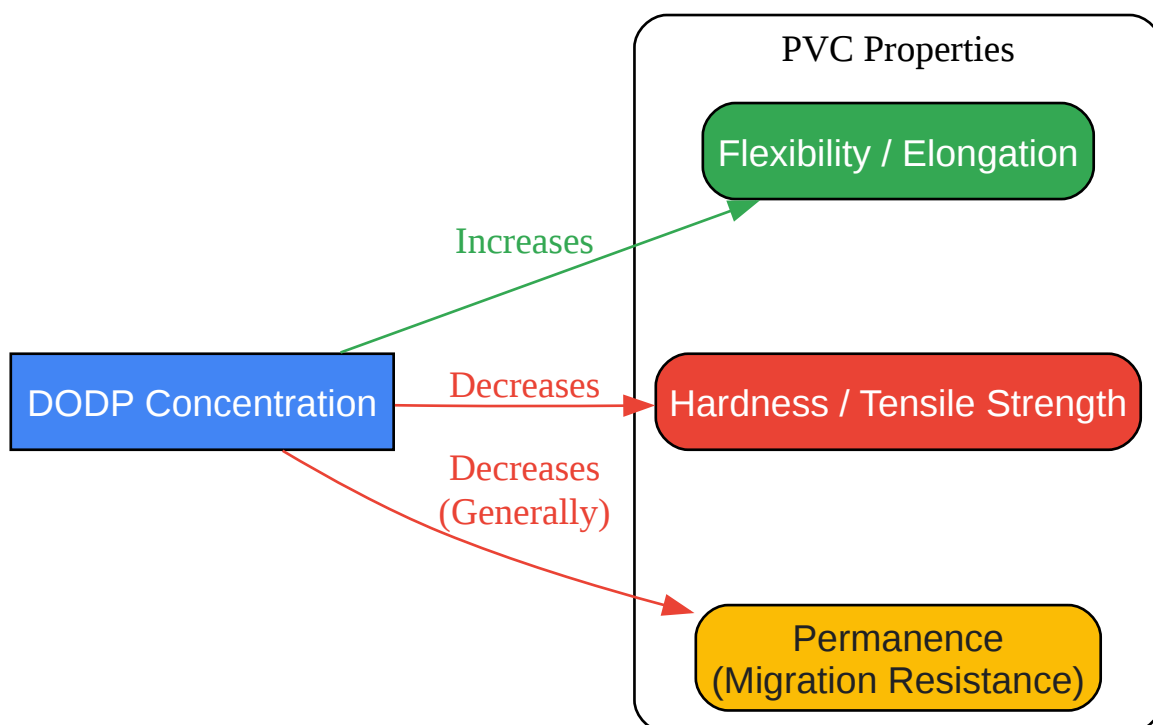 PVC Properties
Flexibility / Elongation
Increases
DODP Concentration
Decreases
Hardness / Tensile Strength
Decreases
(Generally)
Permanence
(Migration Resistance)